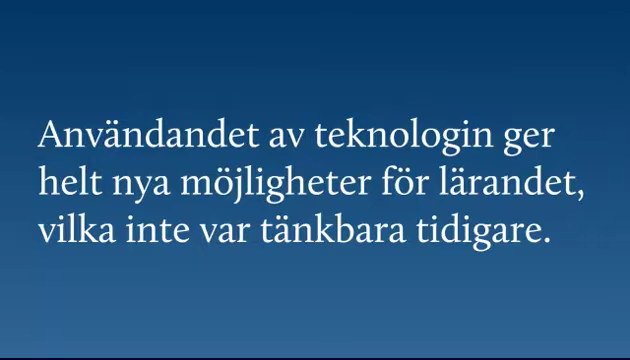 Användandet av teknologin ger
helt nya möjligheter för lärandet,
vilka inte var tänkbara tidigare.